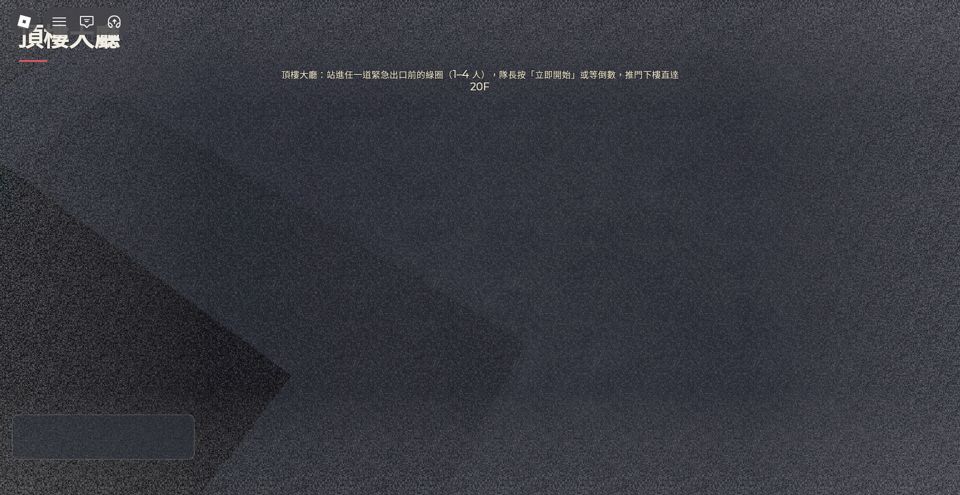 頂樓大廳
頂樓大廳：站進任一道緊急出口前的綠圈（1–4 人），隊長按「立即開始」或等倒數，推門下樓直達
20F